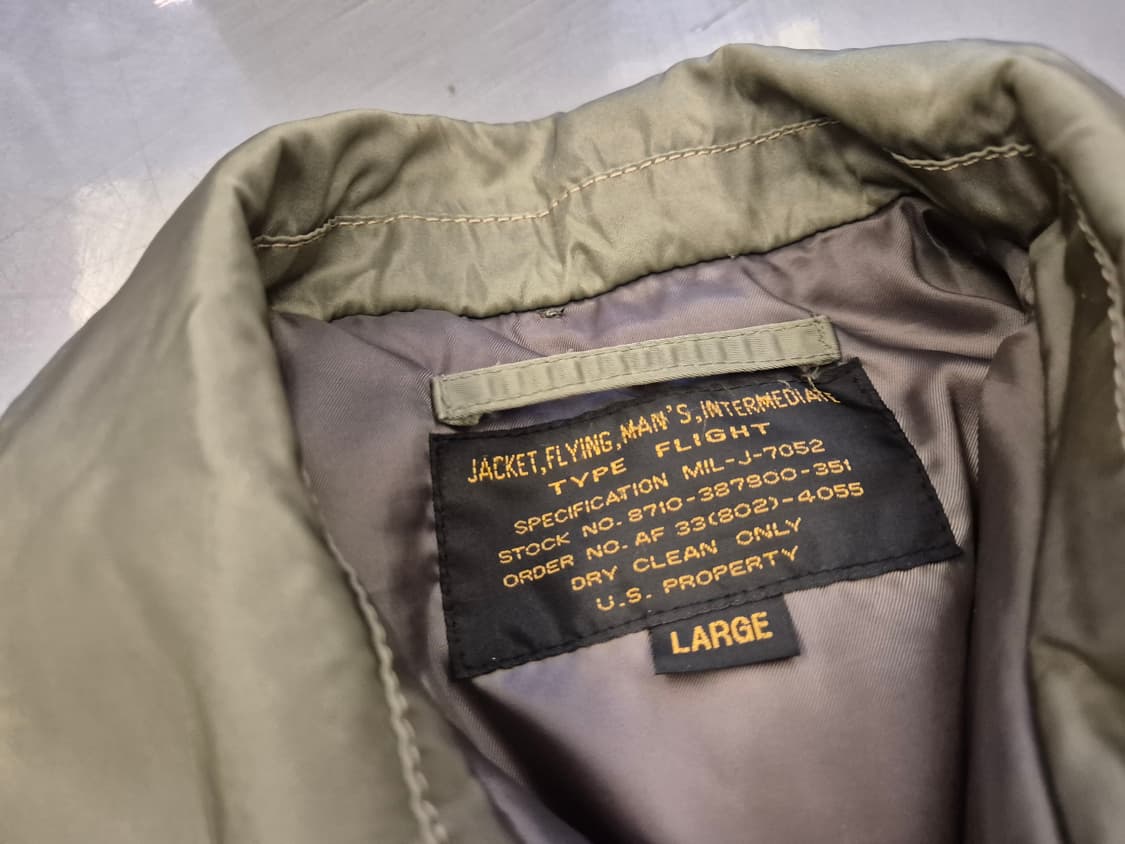 JACKET,FLYING,MAN'S,INTERMEDIATE
TYPE FLIGHT
SPECIFICATION MIL-J-7052
STOCK NO. 8710-387900-351
ORDER NO. AF 33(802)-4055
DRY CLEAN ONLY
U.S. PROPERTY
LARGE